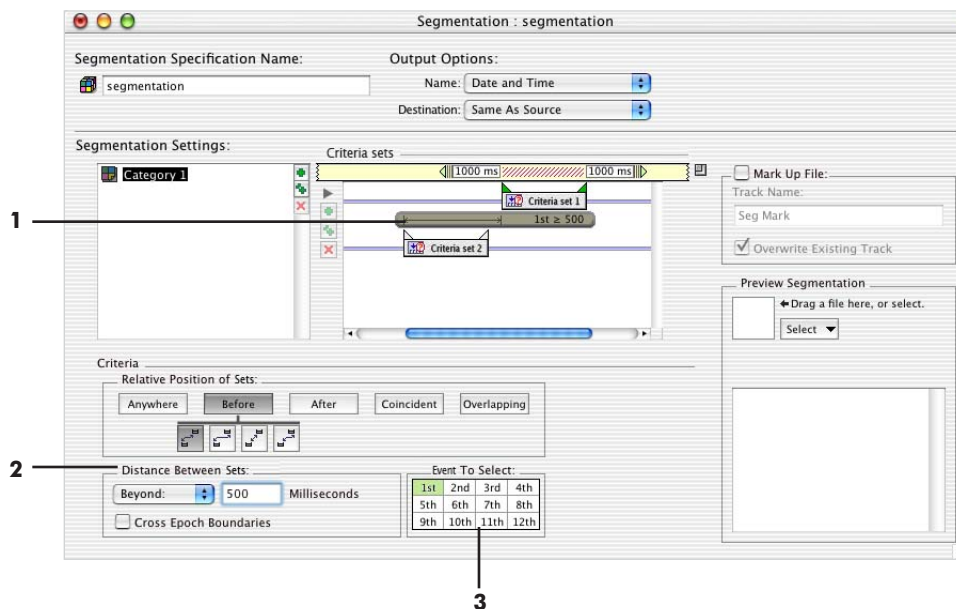 Segmentation : segmentation
Segmentation Specification Name:
segmentation
Output Options:
Name: Date and Time
Destination: Same As Source
Segmentation Settings:
Category 1
Criteria sets
1000 ms 1000 ms
Criteria set 1
1
1st ≥ 500
Criteria set 2
Mark Up File:
Track Name:
Seg Mark
Overwrite Existing Track
Preview Segmentation
Drag a file here, or select.
Select
Criteria
Relative Position of Sets:
Anywhere Before After Coincident Overlapping
2
Distance Between Sets:
Beyond: 500 Milliseconds
Cross Epoch Boundaries
Event To Select:
1st 2nd 3rd 4th
5th 6th 7th 8th
9th 10th 11th 12th
3